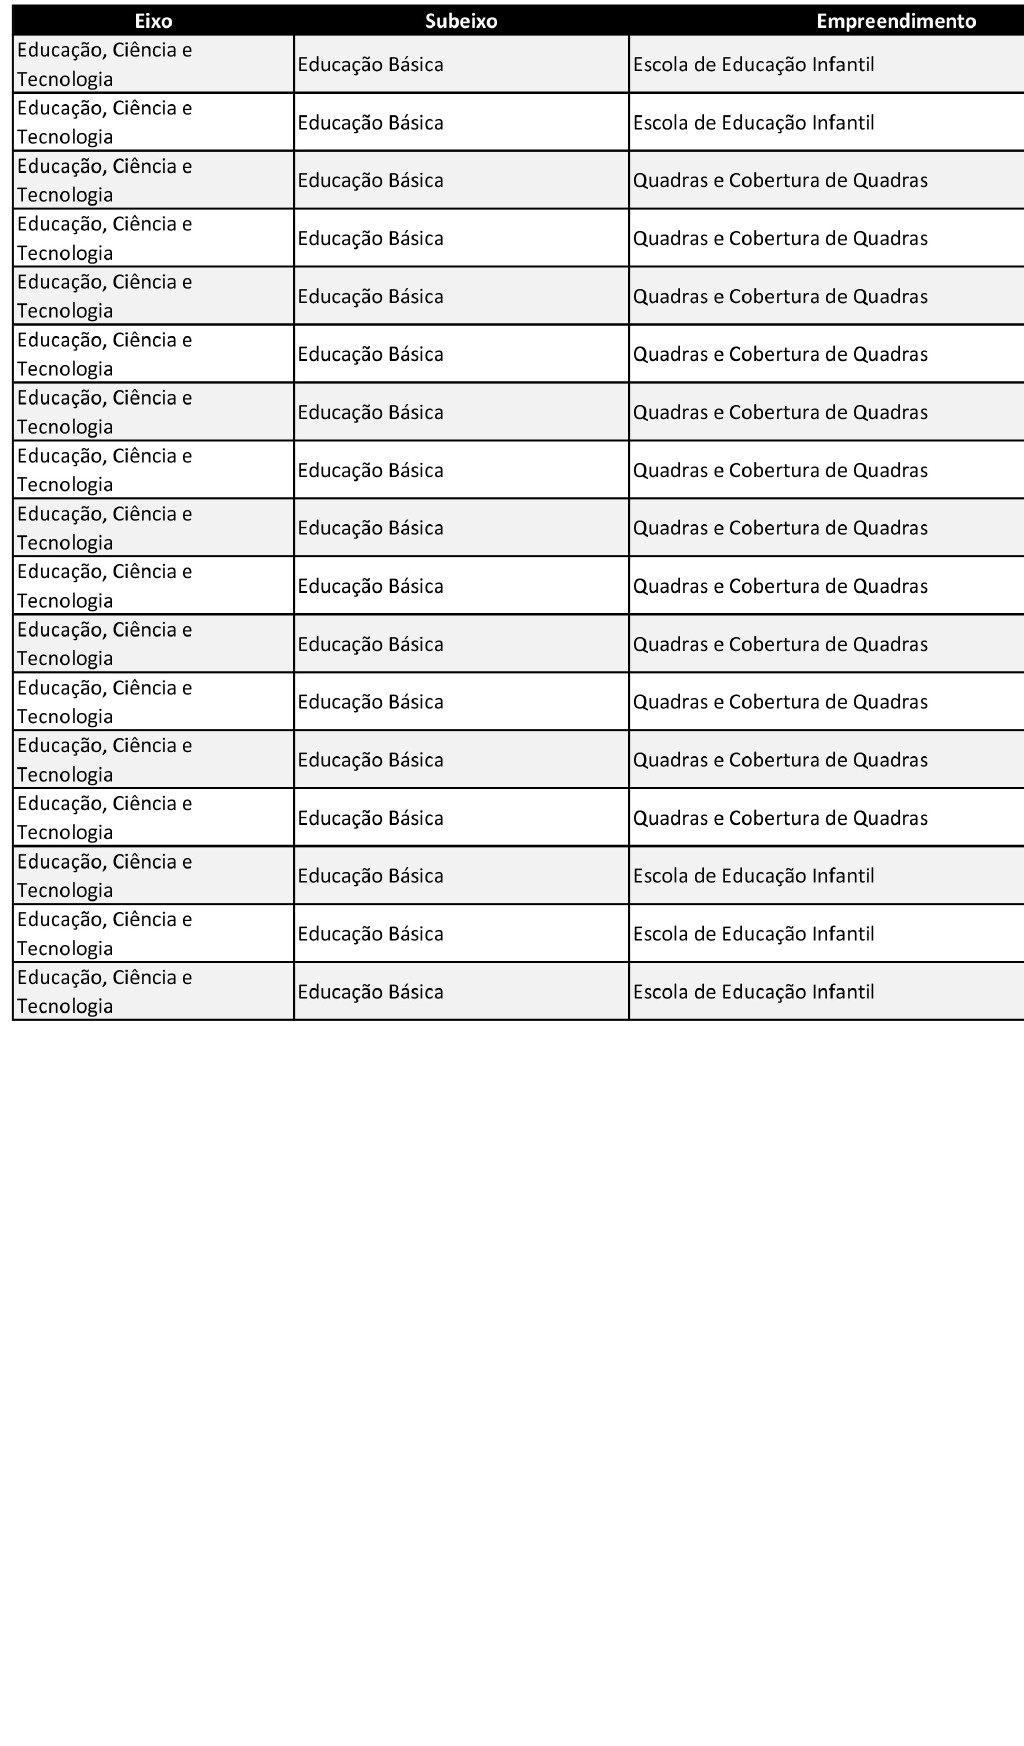 Eixo Subeixo Empreendimento
Educação, Ciência e
Tecnologia
Educação Básica
Escola de Educação Infantil
Educação, Ciência e
Tecnologia
Educação Básica
Escola de Educação Infantil
Educação, Ciência e
Tecnologia
Educação Básica
Quadras e Cobertura de Quadras
Educação, Ciência e
Tecnologia
Educação Básica
Quadras e Cobertura de Quadras
Educação, Ciência e
Tecnologia
Educação Básica
Quadras e Cobertura de Quadras
Educação, Ciência e
Tecnologia
Educação Básica
Quadras e Cobertura de Quadras
Educação, Ciência e
Tecnologia
Educação Básica
Quadras e Cobertura de Quadras
Educação, Ciência e
Tecnologia
Educação Básica
Quadras e Cobertura de Quadras
Educação, Ciência e
Tecnologia
Educação Básica
Quadras e Cobertura de Quadras
Educação, Ciência e
Tecnologia
Educação Básica
Quadras e Cobertura de Quadras
Educação, Ciência e
Tecnologia
Educação Básica
Quadras e Cobertura de Quadras
Educação, Ciência e
Tecnologia
Educação Básica
Quadras e Cobertura de Quadras
Educação, Ciência e
Tecnologia
Educação Básica
Quadras e Cobertura de Quadras
Educação, Ciência e
Tecnologia
Educação Básica
Quadras e Cobertura de Quadras
Educação, Ciência e
Tecnologia
Educação Básica
Escola de Educação Infantil
Educação, Ciência e
Tecnologia
Educação Básica
Escola de Educação Infantil
Educação, Ciência e
Tecnologia
Educação Básica
Escola de Educação Infantil